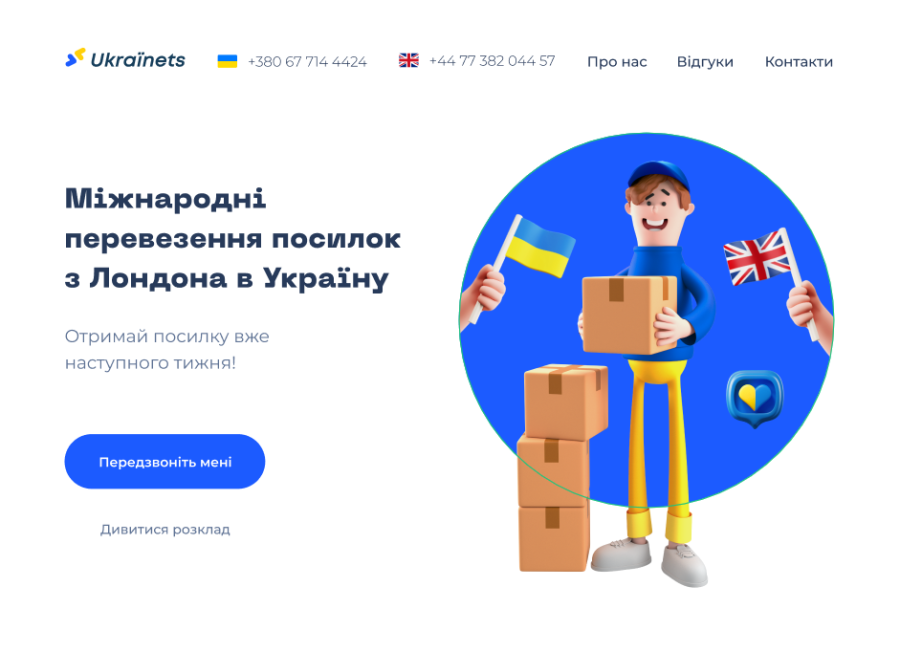 Ukraïnets
+380 67 714 4424
+44 77 382 044 57
Про нас
Відгуки
Контакти
Міжнародні
перевезення посилок
з Лондона в Україну
Отримай посилку вже
наступного тижня!
Передзвоніть мені
Дивитися розклад